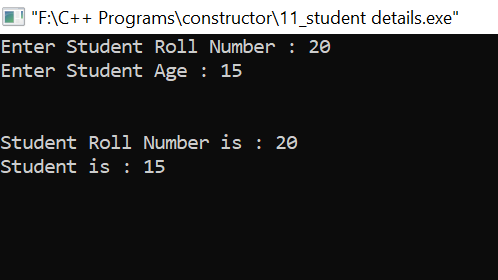 "F:\C++ Programs\constructor\11_student details.exe"
Enter Student Roll Number : 20
Enter Student Age : 15
Student Roll Number is : 20
Student is : 15